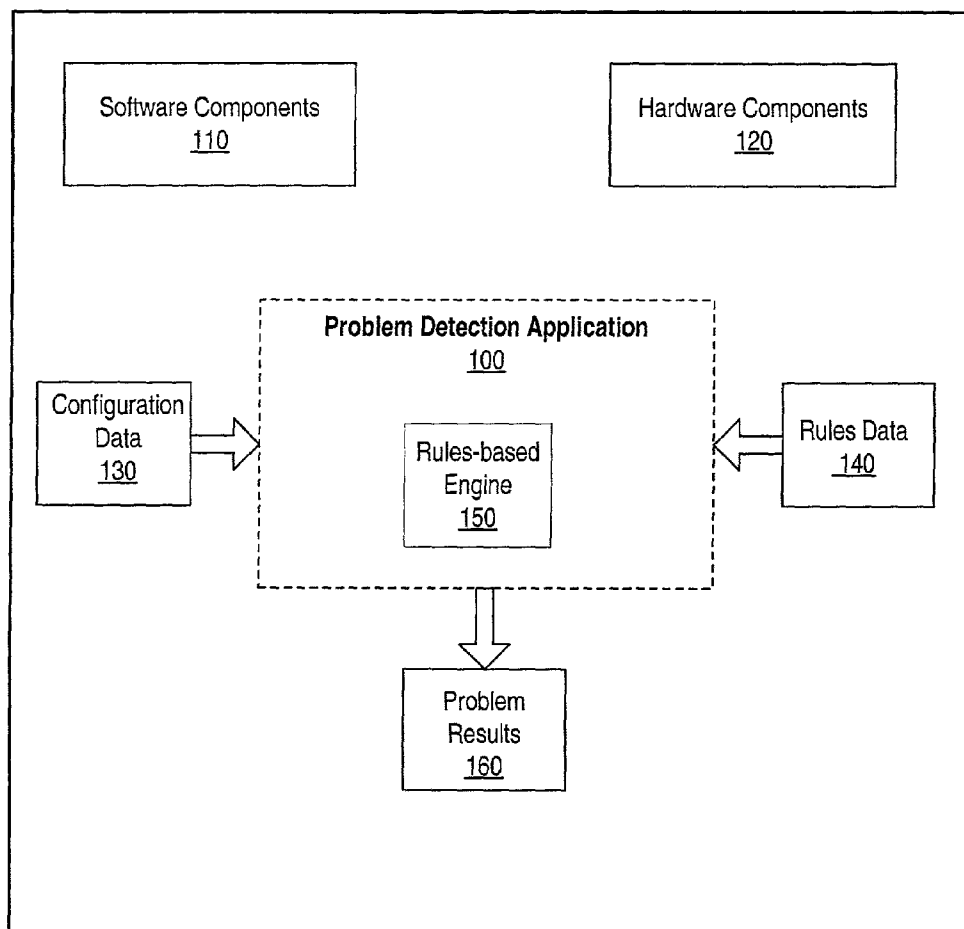 Software Components
110
Hardware Components
120
Problem Detection Application
100
Configuration
Data
130
Rules-based
Engine
150
Rules Data
140
Problem
Results
160